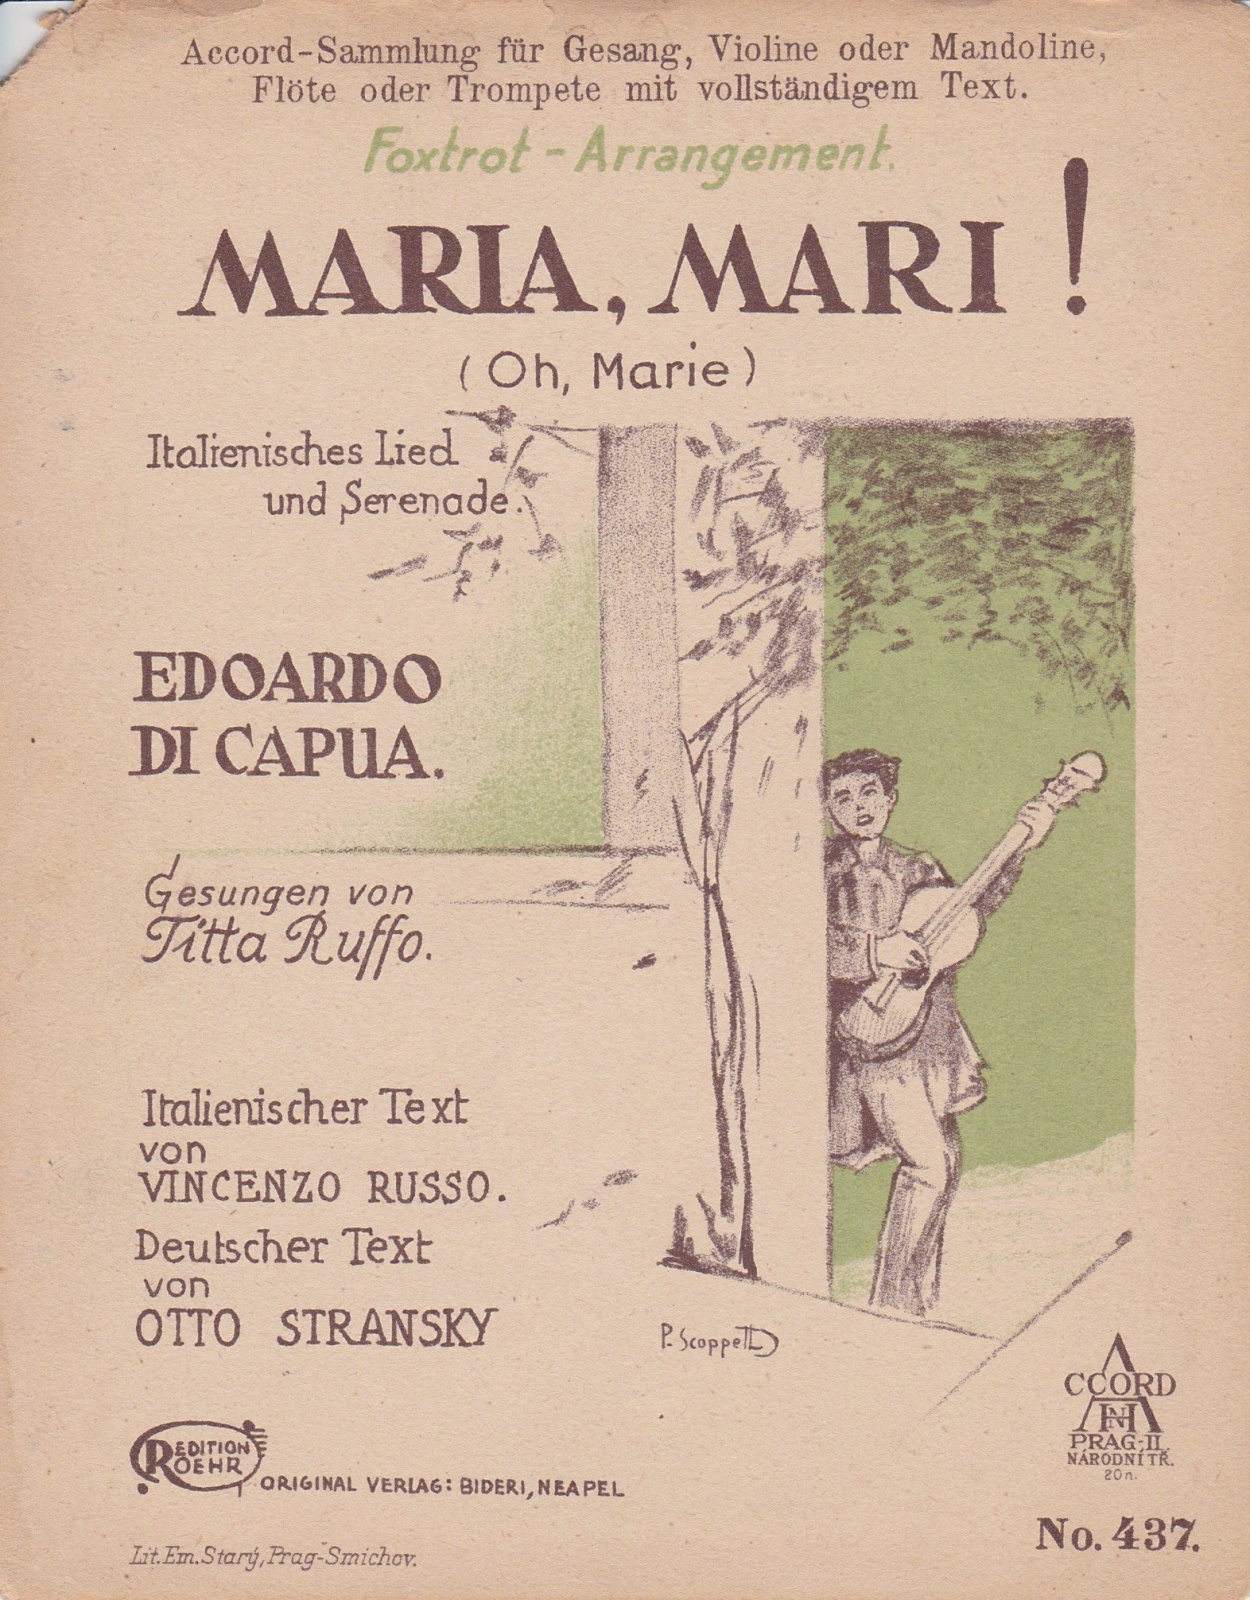 Accord-Sammlung für Gesang, Violine oder Mandoline,
Flöte oder Trompete mit vollständigem Text.
Foxtrot - Arrangement.
MARIA, MARI!
(Oh, Marie)
Italienisches Lied
und Serenade.
EDOARDO
DI CAPUA.
Gesungen von
Titta Ruffo.
Italienischer Text
von
VINCENZO RUSSO.
Deutscher Text
von
OTTO STRANSKY
P. Scoppetta
EDITION
ROEHR
ORIGINAL VERLAG: BIDERI, NEAPEL
ACCORD
PRAG-II.
NÁRODNÍ TŘ.
20n.
No. 437.
Lit. Em. Starý, Prag-Smichov.